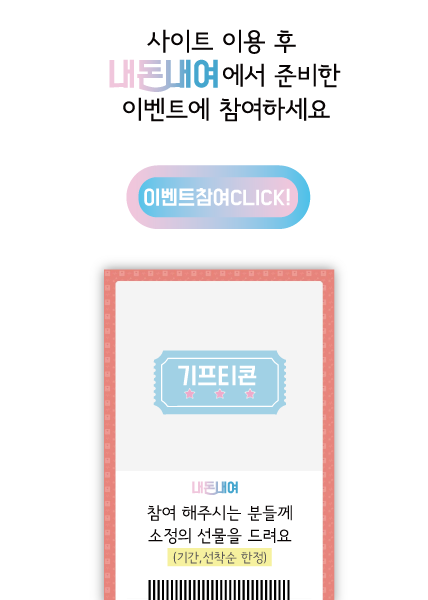 사이트 이용 후
내돈내여에서 준비한
이벤트에 참여하세요
이벤트참여CLICK!
기프티콘
내돈내여
참여 해주시는 분들께
소정의 선물을 드려요
(기간,선착순 한정)